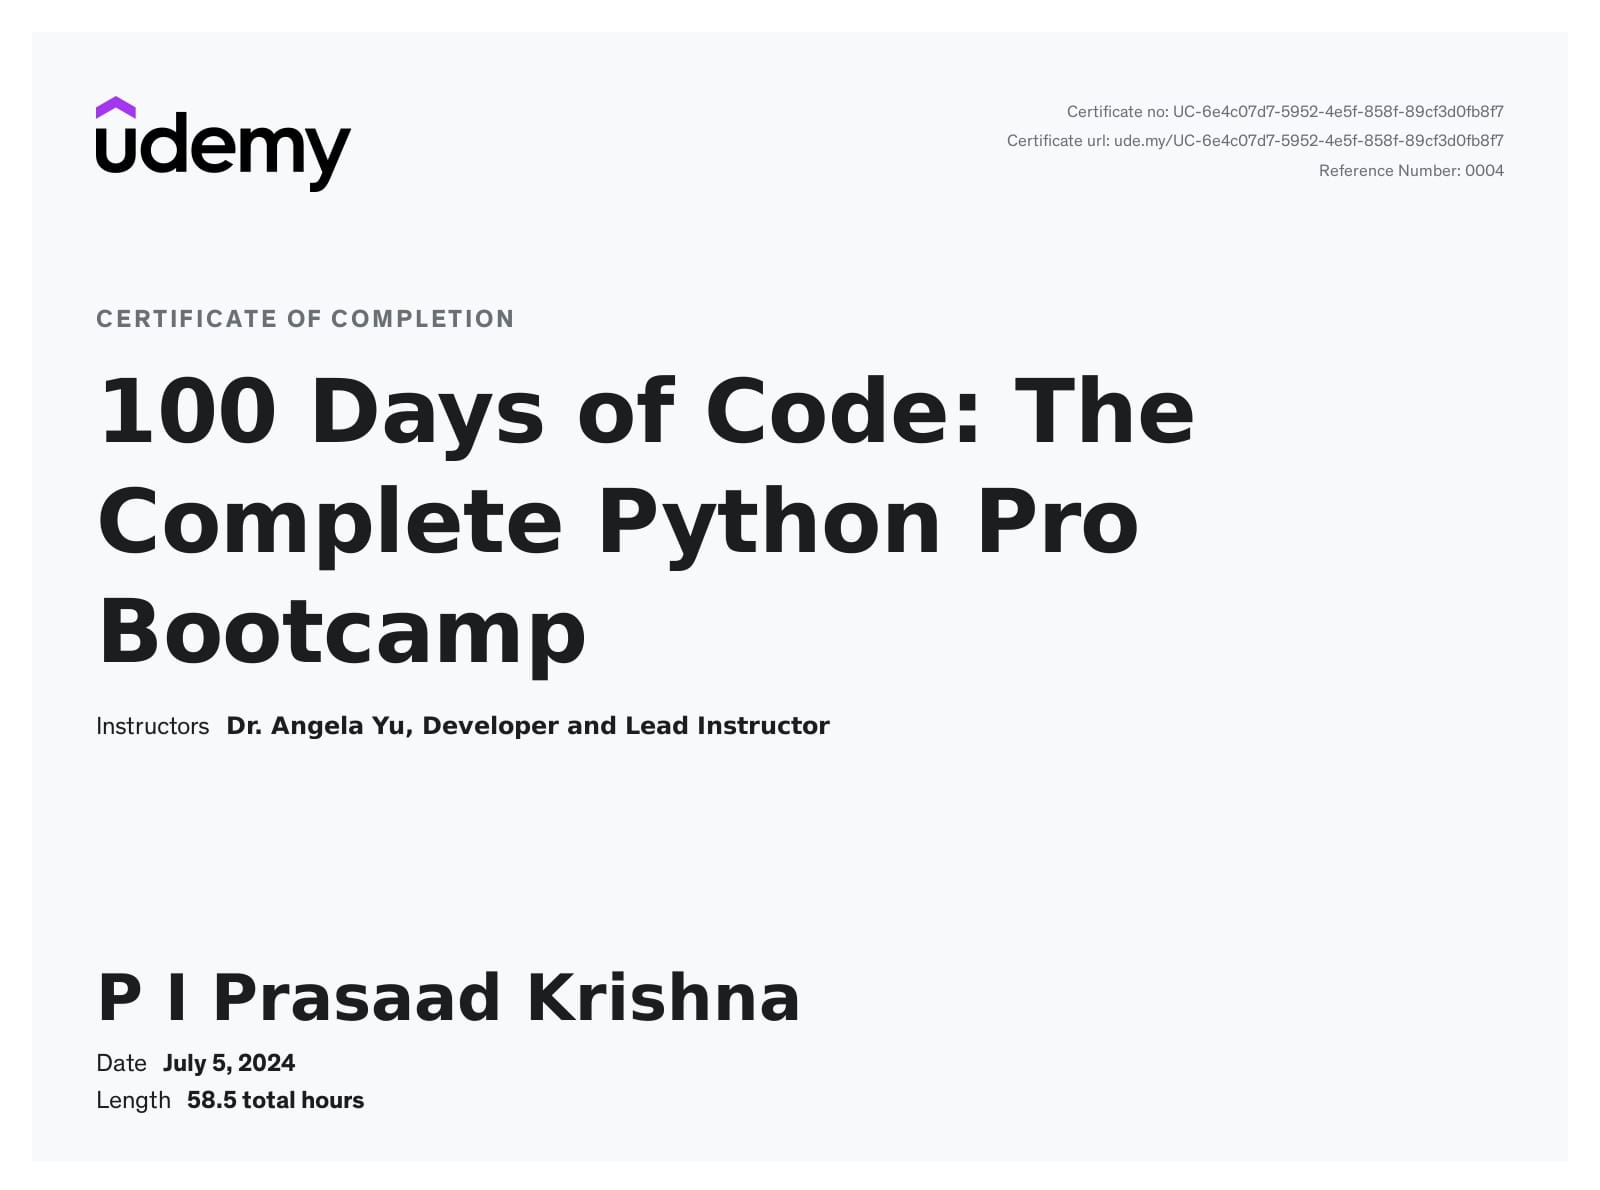 udemy
Certificate no: UC-6e4c07d7-5952-4e5f-858f-89cf3d0fb8f7
Certificate url: ude.my/UC-6e4c07d7-5952-4e5f-858f-89cf3d0fb8f7
Reference Number: 0004
CERTIFICATE OF COMPLETION
100 Days of Code: The
Complete Python Pro
Bootcamp
Instructors Dr. Angela Yu, Developer and Lead Instructor
P I Prasaad Krishna
Date July 5, 2024
Length 58.5 total hours